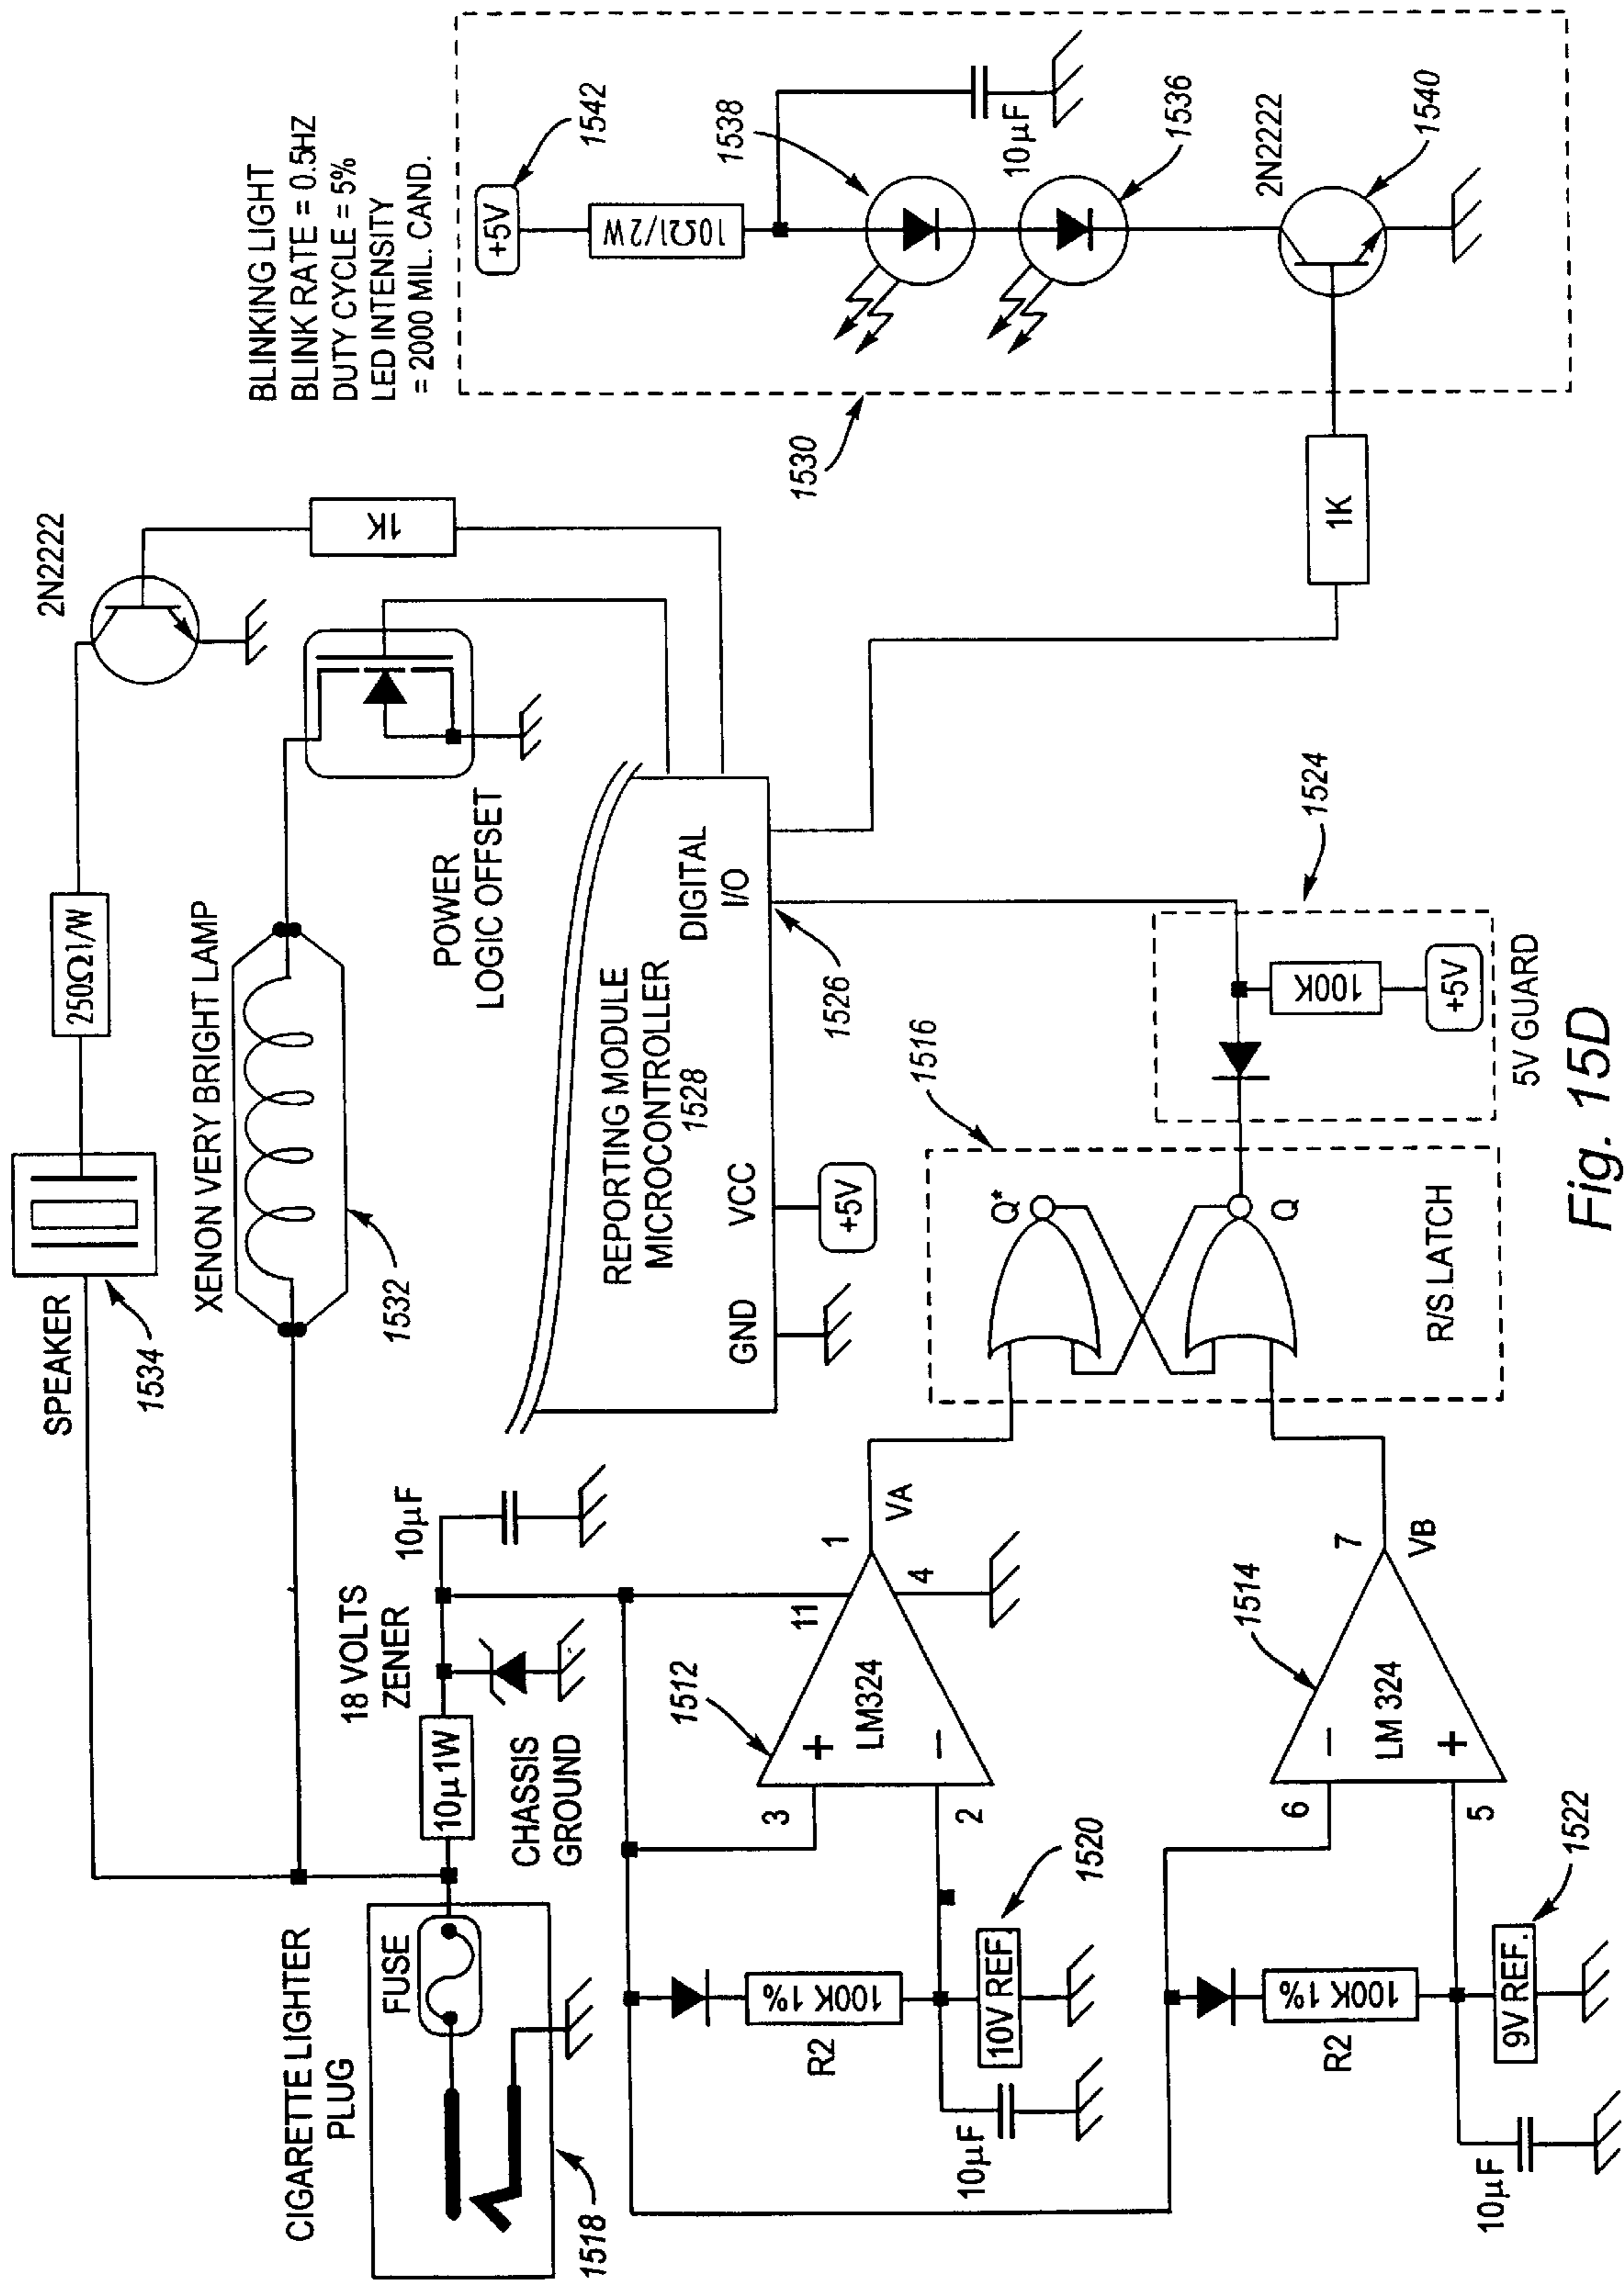 CIGARETTE LIGHTER
PLUG
FUSE
1518
SPEAKER
1534
250Ω1/W
2N2222
1K
XENON VERY BRIGHT LAMP
1532
POWER
LOGIC OFFSET
18 VOLTS
ZENER
10µ1W
10µF
CHASSIS
GROUND
REPORTING MODULE
MICROCONTROLLER
1528
GND
VCC
DIGITAL
I/O
+5V
1526
BLINKING LIGHT
BLINK RATE = 0.5HZ
DUTY CYCLE = 5%
LED INTENSITY
= 2000 MIL. CAND.
1530
+5V
1542
10Ω1/2W
1538
10µF
1536
2N2222
1540
1K
1512
3
2
+
−
LM324
11
4
1
VA
R2
100K 1%
10V REF.
1520
10µF
1514
6
5
−
+
LM 324
7
VB
R2
100K 1%
9V REF.
1522
10µF
1516
Q*
Q
R/S.LATCH
1524
100K
+5V
5V GUARD
Fig. 15D